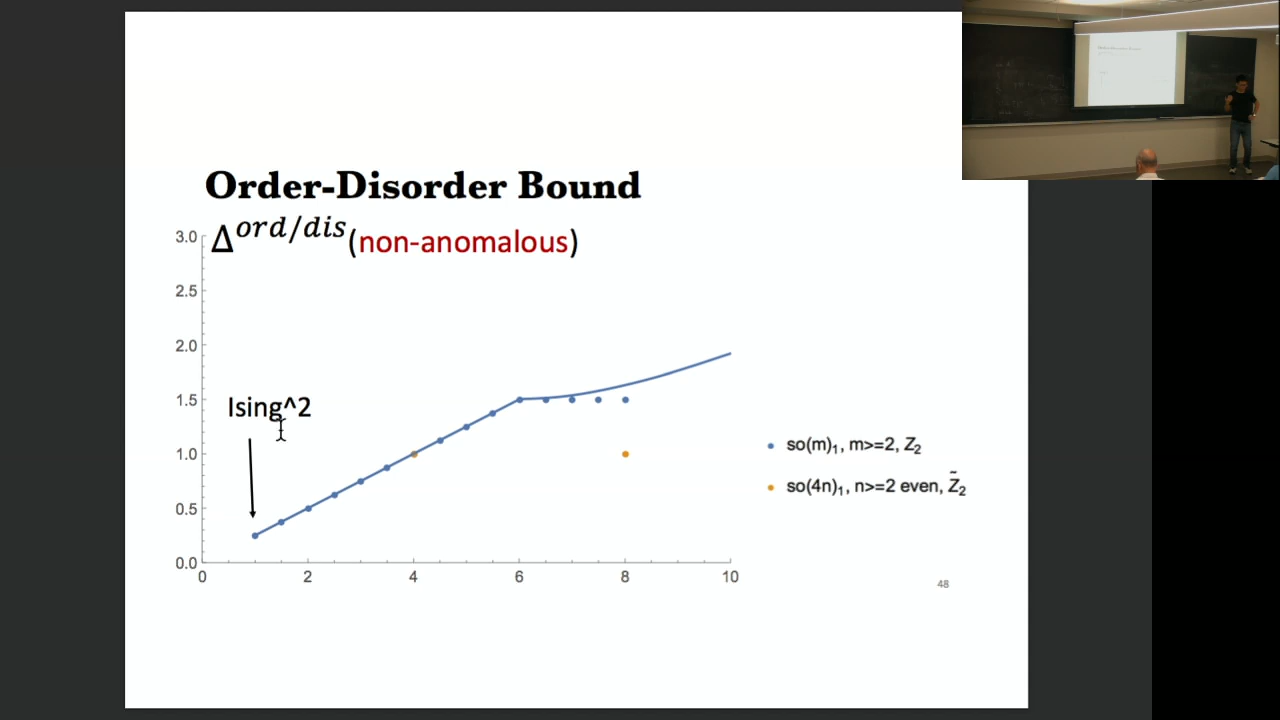 Order-Disorder Bound
Δ^{ord/dis}(non-anomalous)
3.0
2.5
2.0
1.5
1.0
0.5
0.0
Ising^2
0 2 4 6 8 10
so(m)₁, m>=2, Z₂
so(4n)₁, n>=2 even, Z̃₂
48